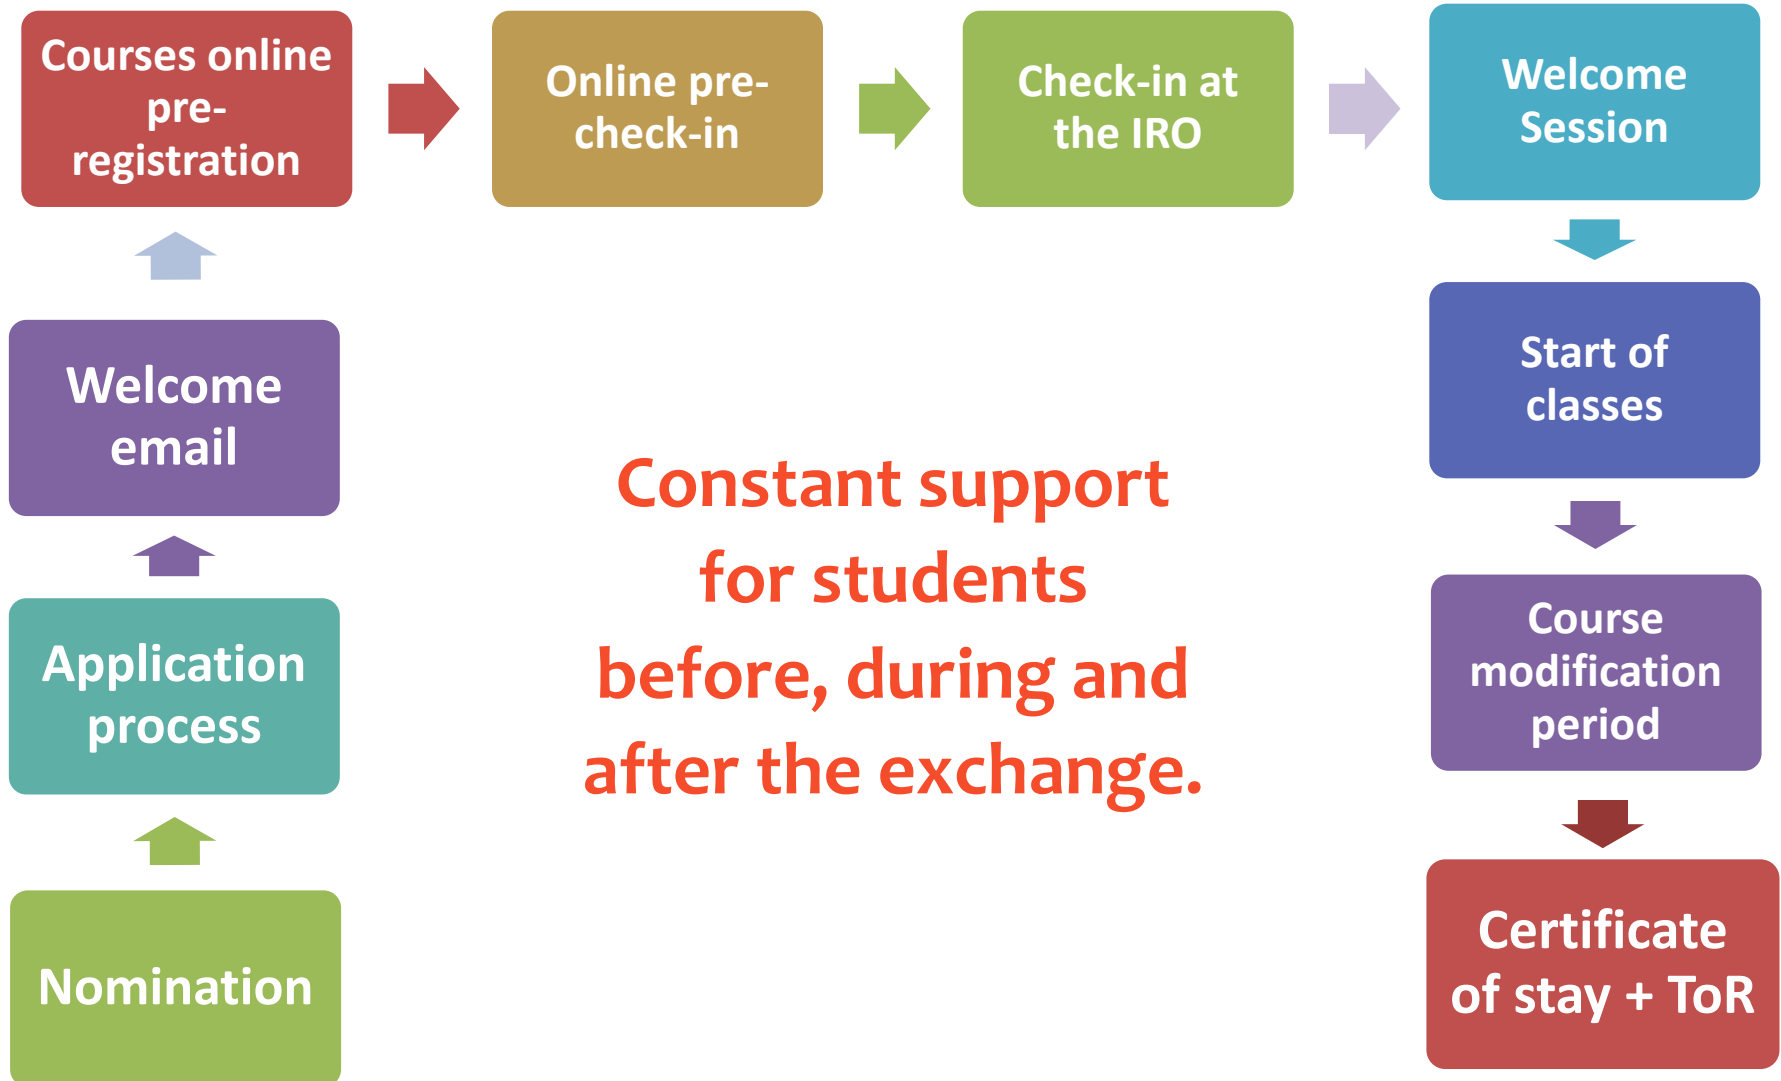 Courses online
pre-
registration
Online pre-
check-in
Check-in at
the IRO
Welcome
Session
Welcome
email
Start of
classes
Constant support
for students
before, during and
after the exchange.
Application
process
Course
modification
period
Nomination
Certificate
of stay + ToR